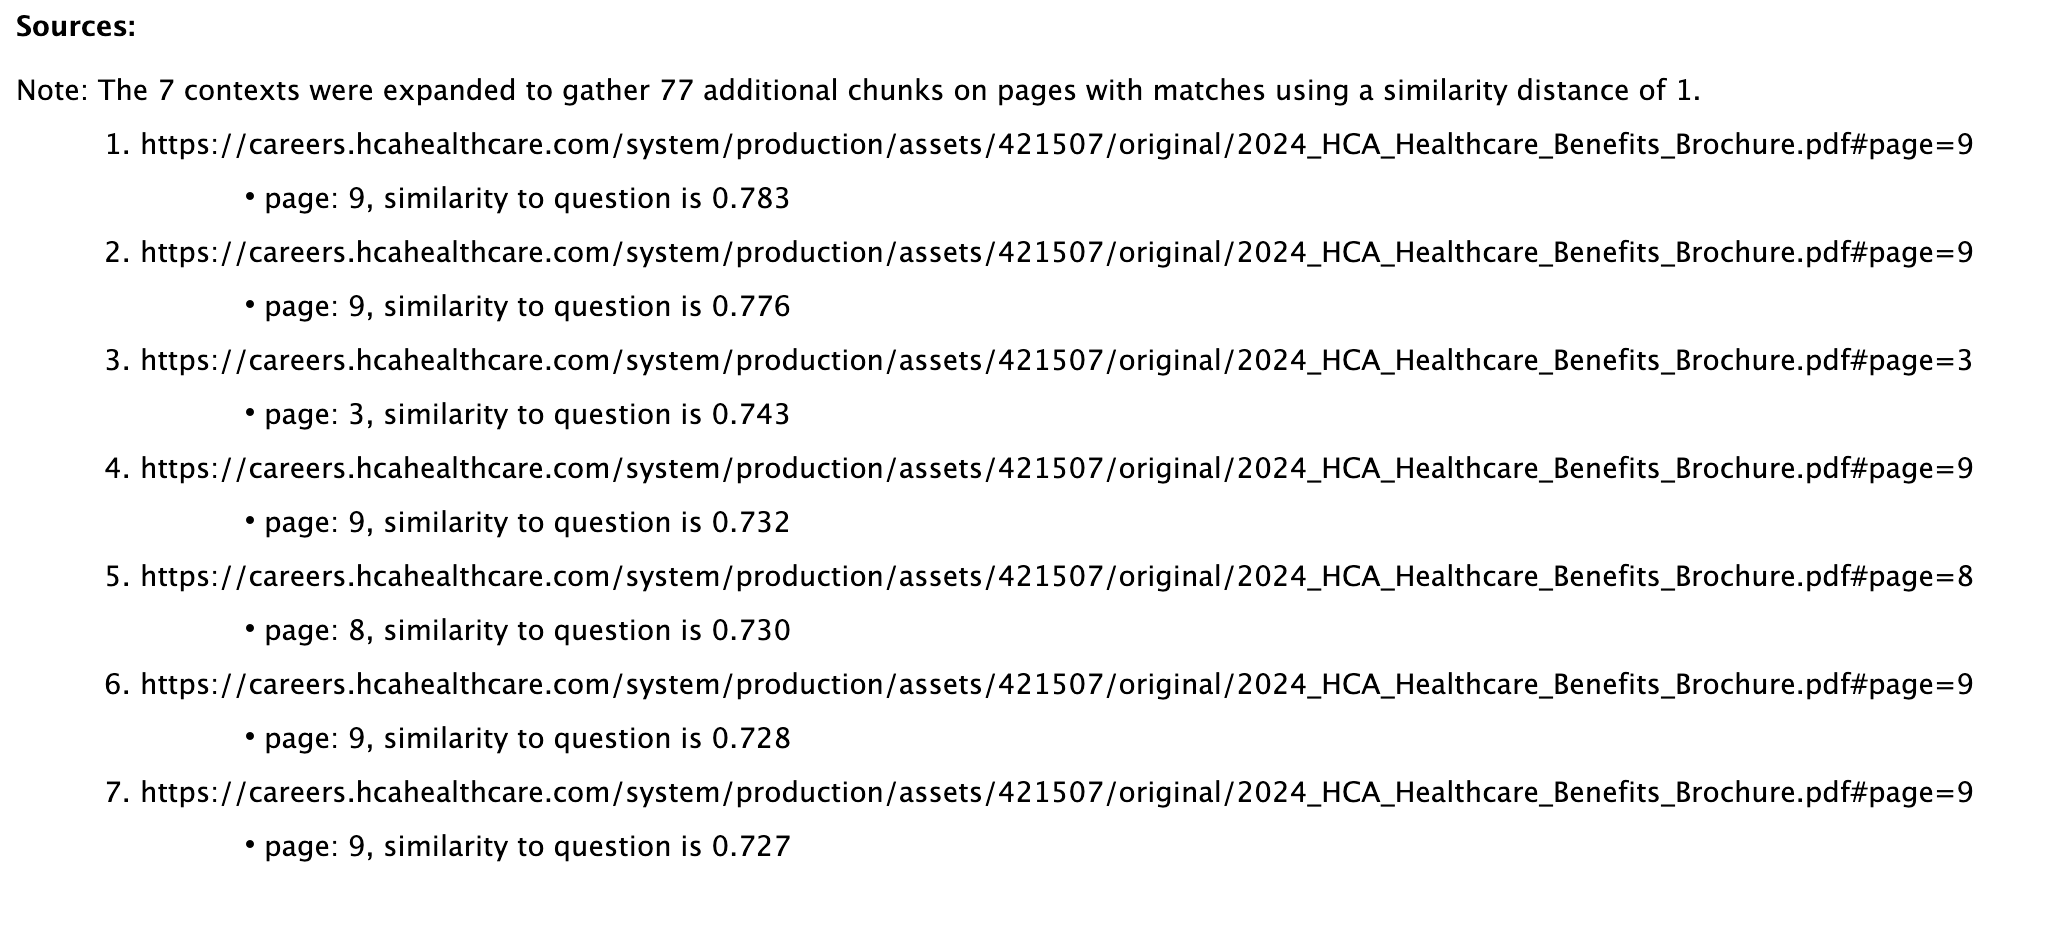 Sources:
Note: The 7 contexts were expanded to gather 77 additional chunks on pages with matches using a similarity distance of 1.
1. https://careers.hcahealthcare.com/system/production/assets/421507/original/2024_HCA_Healthcare_Benefits_Brochure.pdf#page=9
• page: 9, similarity to question is 0.783
2. https://careers.hcahealthcare.com/system/production/assets/421507/original/2024_HCA_Healthcare_Benefits_Brochure.pdf#page=9
• page: 9, similarity to question is 0.776
3. https://careers.hcahealthcare.com/system/production/assets/421507/original/2024_HCA_Healthcare_Benefits_Brochure.pdf#page=3
• page: 3, similarity to question is 0.743
4. https://careers.hcahealthcare.com/system/production/assets/421507/original/2024_HCA_Healthcare_Benefits_Brochure.pdf#page=9
• page: 9, similarity to question is 0.732
5. https://careers.hcahealthcare.com/system/production/assets/421507/original/2024_HCA_Healthcare_Benefits_Brochure.pdf#page=8
• page: 8, similarity to question is 0.730
6. https://careers.hcahealthcare.com/system/production/assets/421507/original/2024_HCA_Healthcare_Benefits_Brochure.pdf#page=9
• page: 9, similarity to question is 0.728
7. https://careers.hcahealthcare.com/system/production/assets/421507/original/2024_HCA_Healthcare_Benefits_Brochure.pdf#page=9
• page: 9, similarity to question is 0.727